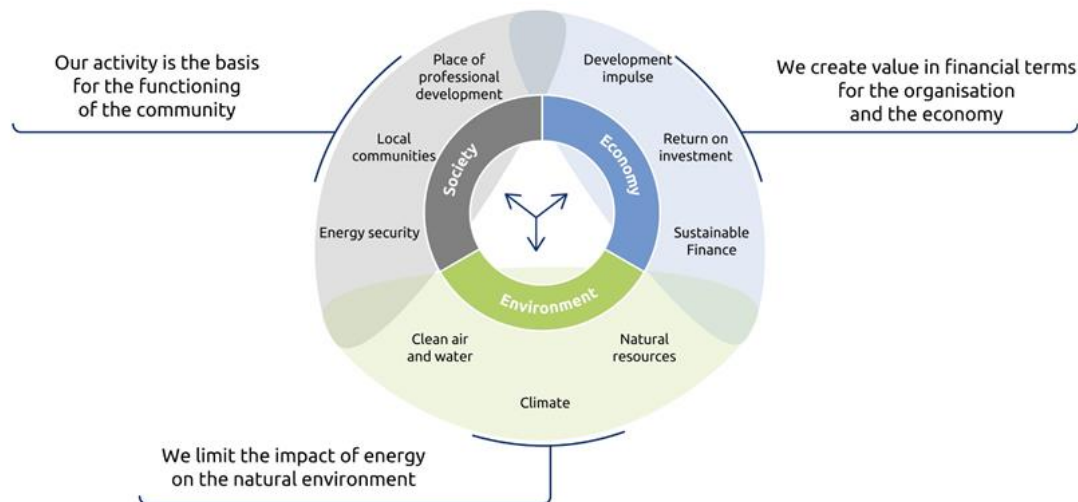 Our activity is the basis
for the functioning
of the community
Place of
professional
development
Local
communities
Energy security
Society
Development
impulse
Return on
investment
Sustainable
Finance
Economy
We create value in financial terms
for the organisation
and the economy
Environment
Clean air
and water
Natural
resources
Climate
We limit the impact of energy
on the natural environment